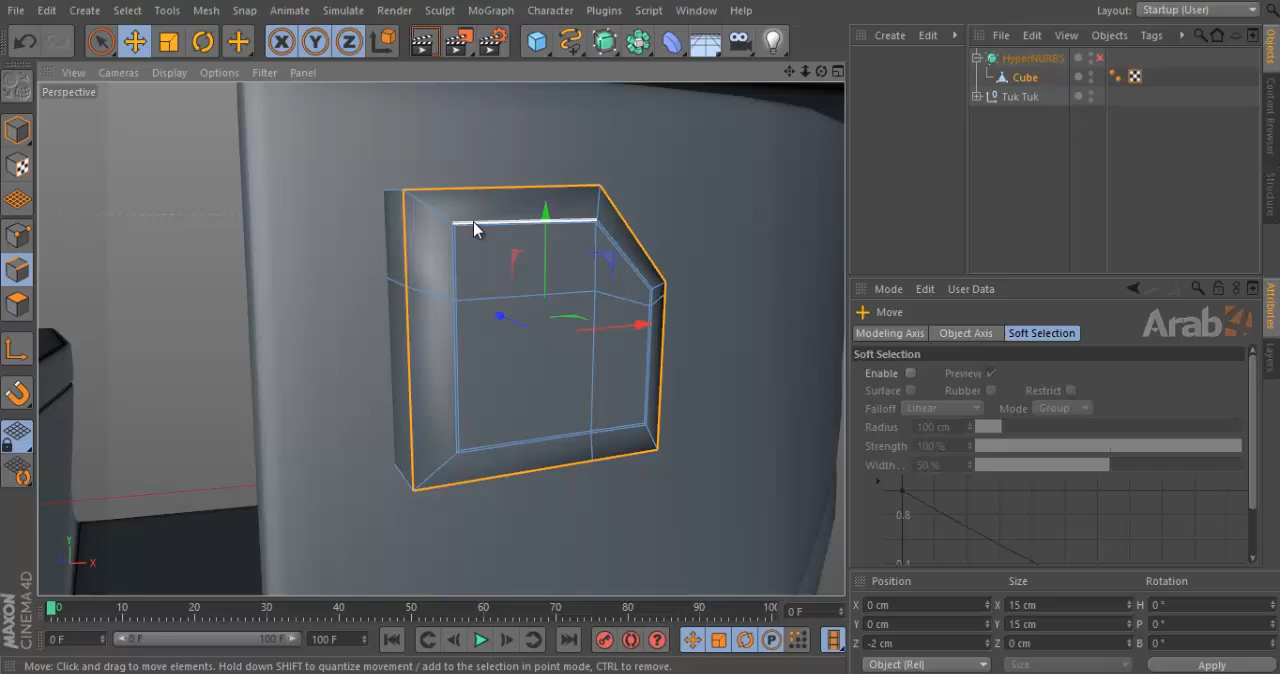 File Edit Create Select Tools Mesh Snap Animate Simulate Render Sculpt MoGraph Character Plugins Script Window Help
Layout: Startup (User)
Create Edit
File Edit View Objects Tags
View Cameras Display Options Filter Panel
Perspective
HyperNURBS
Cube
Tuk Tuk
Objects
Content Browser
Structure
Mode Edit User Data
Move
Arab4
Modeling Axis Object Axis Soft Selection
Soft Selection
Enable Preview
Surface Rubber Restrict
Falloff Linear Mode Group
Radius 100 cm
Strength 100 %
Width.. 50 %
0.8
0.4
Attributes
Layers
Y
X
0 10 20 30 40 50 60 70 80 90 100 0 F
0 F 0 F 100 F 100 F
Position Size Rotation
X 0 cm X 15 cm H 0 °
Y 0 cm Y 15 cm P 0 °
Z -2 cm Z 0 cm B 0 °
Object (Rel) Size Apply
MAXON
CINEMA4D
Move: Click and drag to move elements. Hold down SHIFT to quantize movement / add to the selection in point mode, CTRL to remove.